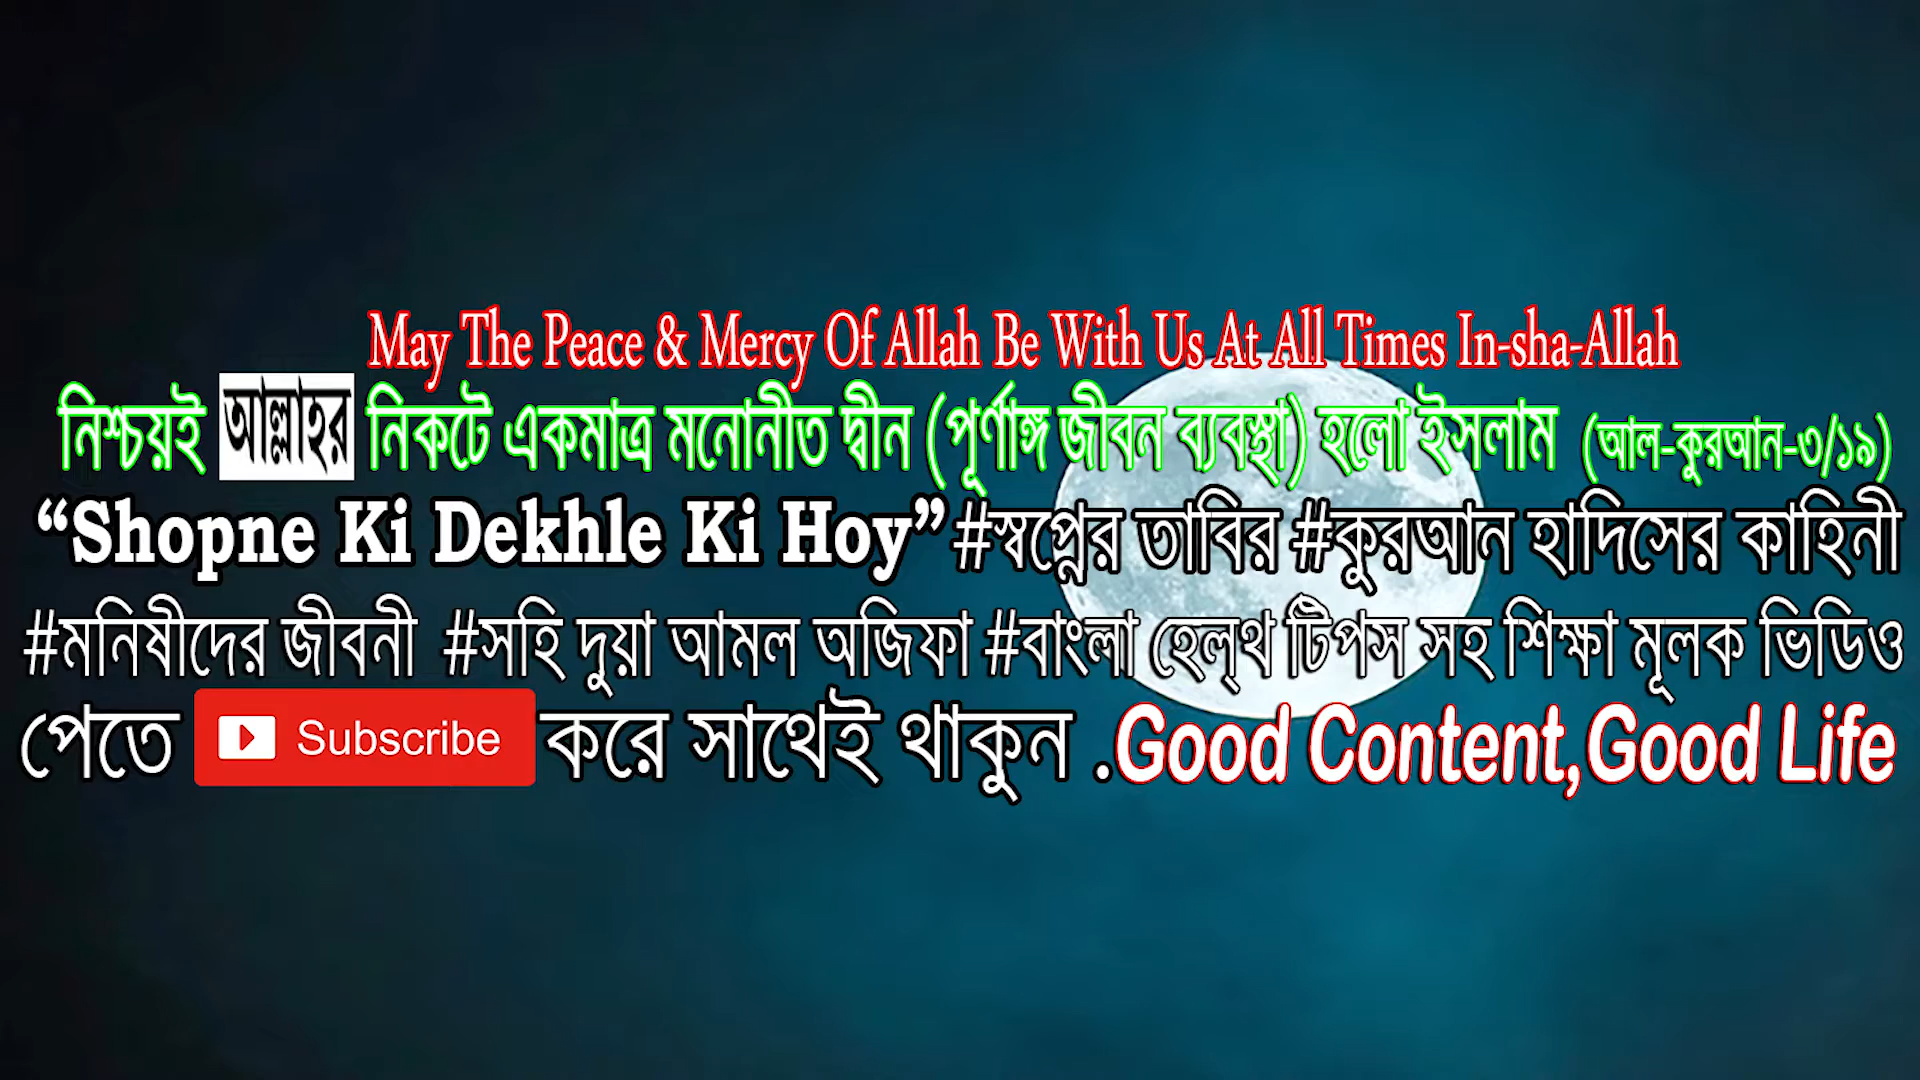 May The Peace & Mercy Of Allah Be With Us At All Times In-sha-Allah
নিশ্চয়ই আল্লাহর নিকটে একমাত্র মনোনীত দ্বীন (পূর্ণাঙ্গ জীবন ব্যবস্থা) হলো ইসলাম (আল-কুরআন-৩/১৯)
“Shopne Ki Dekhle Ki Hoy” #স্বপ্নের তাবির #কুরআন হাদিসের কাহিনী
#মনিষীদের জীবনী #সহি দুয়া আমল অজিফা #বাংলা হেল্থ টিপস সহ শিক্ষা মূলক ভিডিও
পেতে Subscribe করে সাথেই থাকুন .Good Content,Good Life